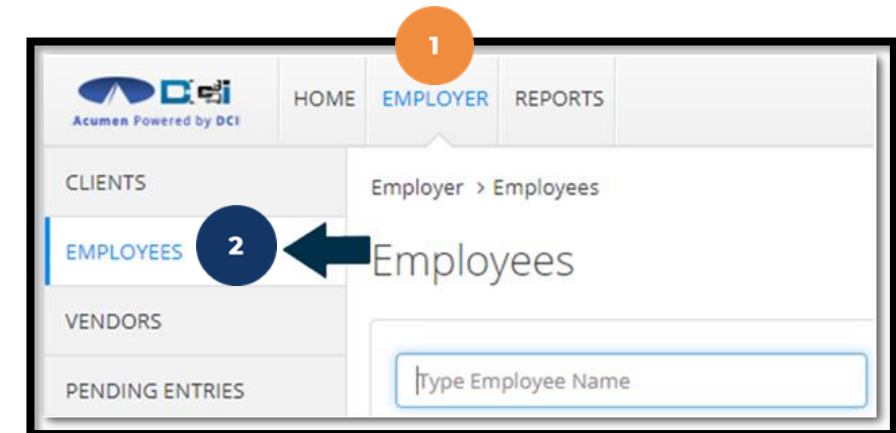 1
DCI
Acumen Powered by DCI
HOME EMPLOYER REPORTS
CLIENTS
EMPLOYEES 2
VENDORS
PENDING ENTRIES
Employer > Employees
Employees
Type Employee Name